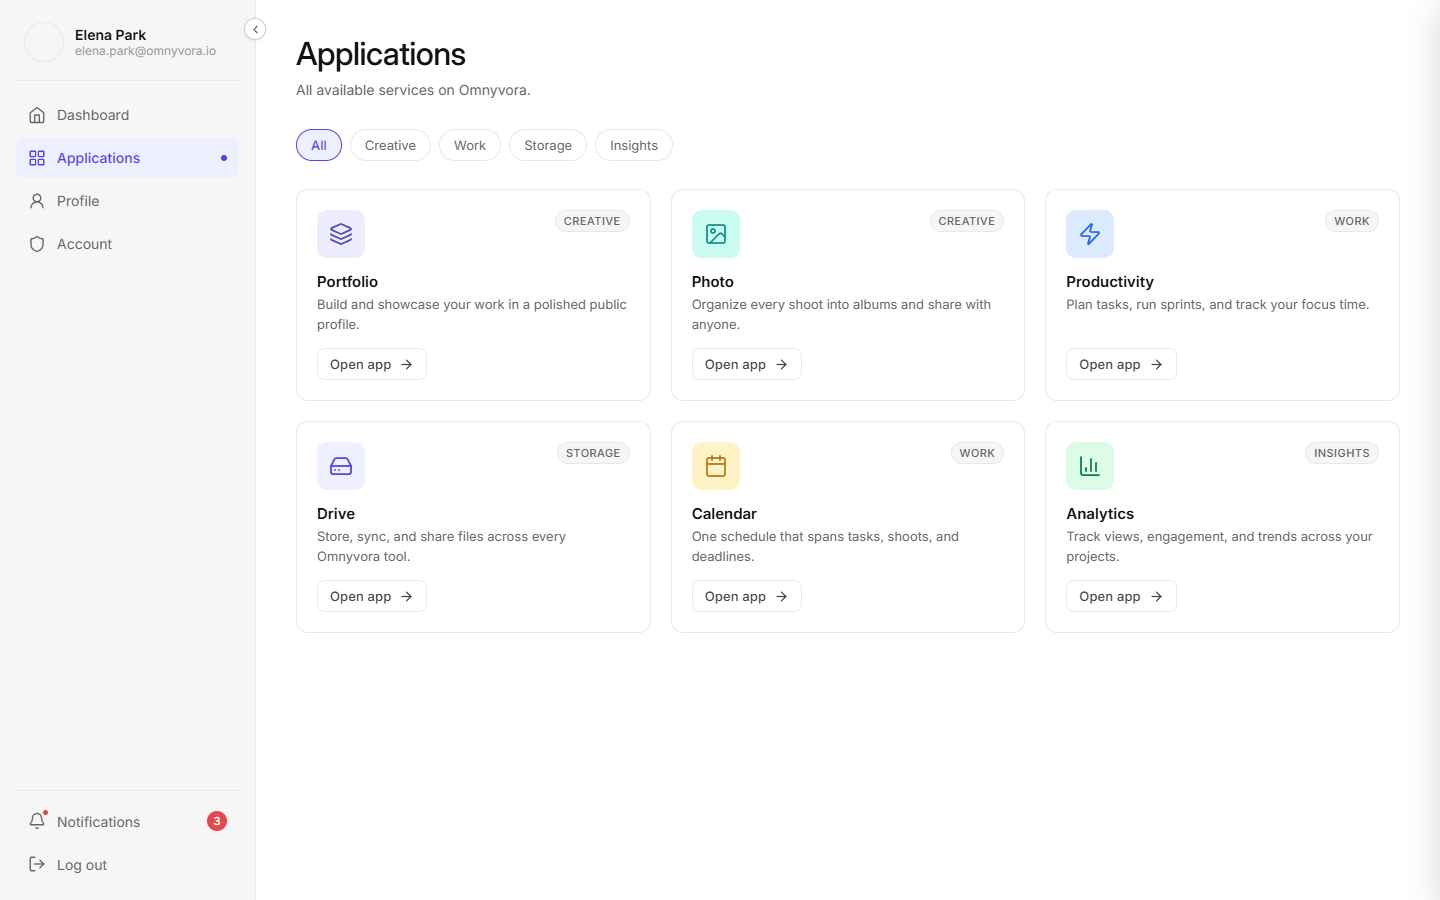 Elena Park
elena.park@omnyvora.io
Dashboard
Applications
Profile
Account
Notifications
3
Log out
Applications
All available services on Omnyvora.
All
Creative
Work
Storage
Insights
CREATIVE
Portfolio
Build and showcase your work in a polished public
profile.
Open app
CREATIVE
Photo
Organize every shoot into albums and share with
anyone.
Open app
WORK
Productivity
Plan tasks, run sprints, and track your focus time.
Open app
STORAGE
Drive
Store, sync, and share files across every
Omnyvora tool.
Open app
WORK
Calendar
One schedule that spans tasks, shoots, and
deadlines.
Open app
INSIGHTS
Analytics
Track views, engagement, and trends across your
projects.
Open app